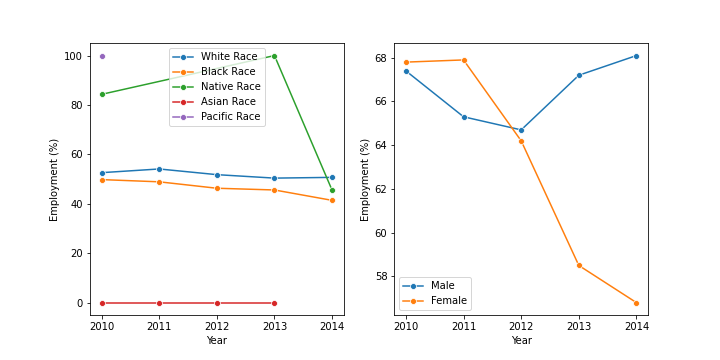 100
80
60
40
20
0
Employment (%)
2010 2011 2012 2013 2014
Year
White Race
Black Race
Native Race
Asian Race
Pacific Race
68
66
64
62
60
58
Employment (%)
2010 2011 2012 2013 2014
Year
Male
Female